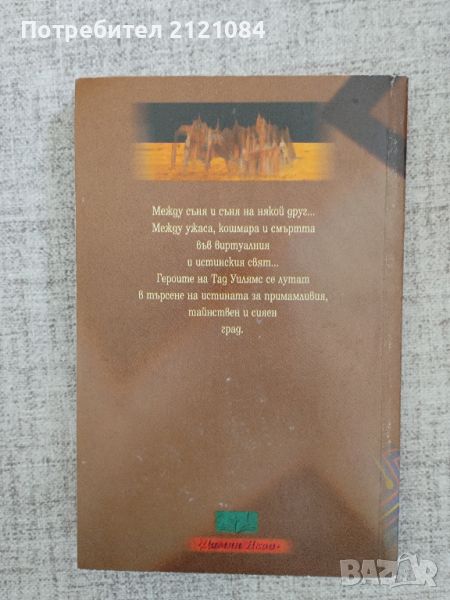 Потребител 2121084
Между съня и съня на някой друг...
Между ужаса, кошмара и смъртта
във виртуалния
и истинския свят...
Героите на Тад Уилямс се лутат
в търсене на истината за примамливия,
тайнствен и сияен
град.
BAZAR